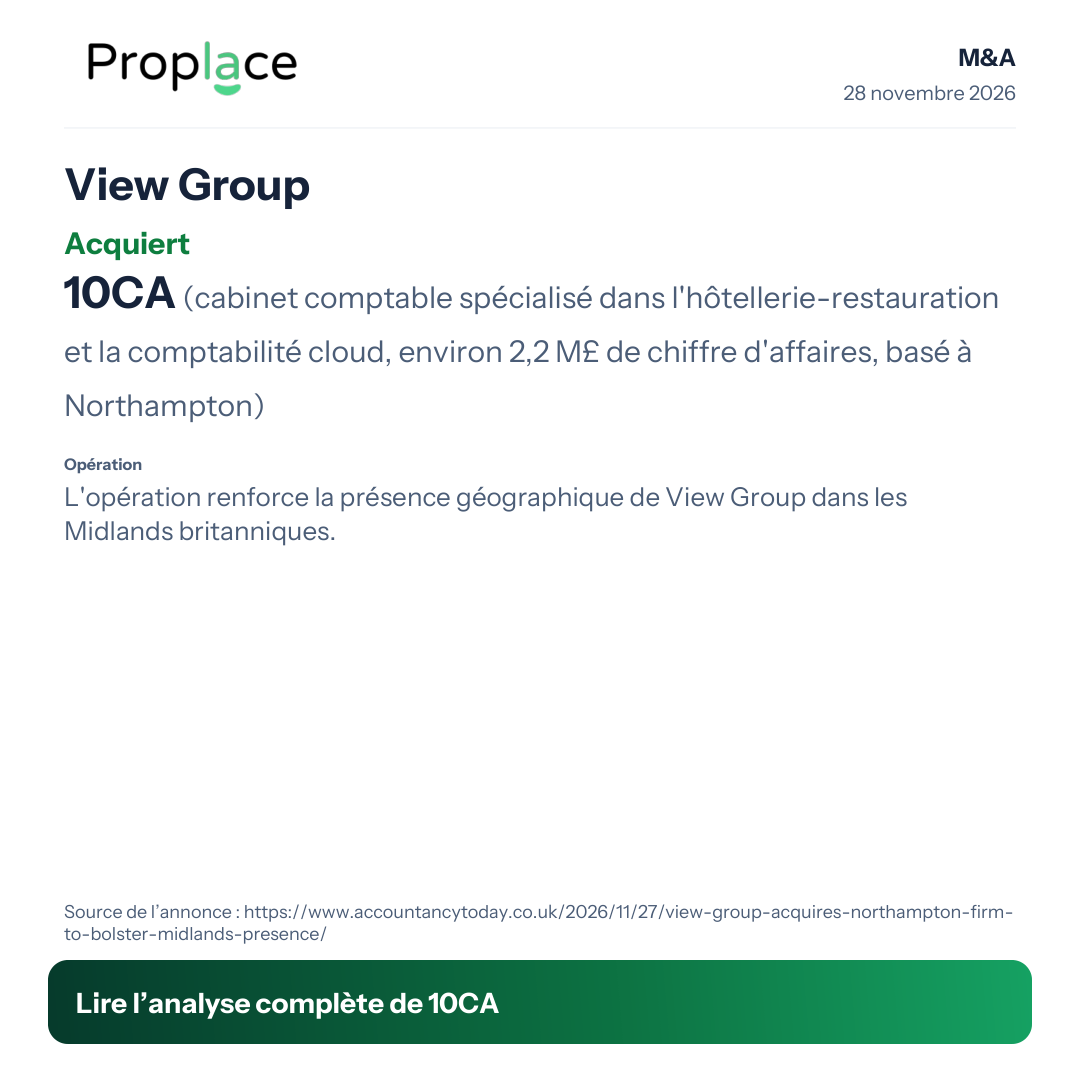 Proplace
M&A
28 novembre 2026
View Group
Acquiert
10CA (cabinet comptable spécialisé dans l'hôtellerie-restauration
et la comptabilité cloud, environ 2,2 M£ de chiffre d'affaires, basé à
Northampton)
Opération
L'opération renforce la présence géographique de View Group dans les
Midlands britanniques.
Source de l’annonce : https://www.accountancytoday.co.uk/2026/11/27/view-group-acquires-northampton-firm-
to-bolster-midlands-presence/
Lire l’analyse complète de 10CA